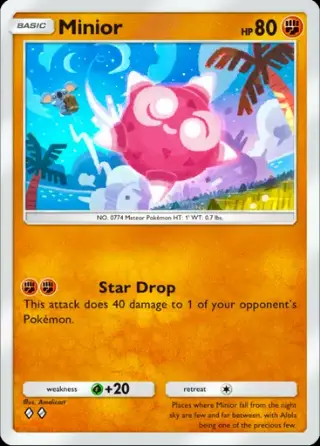 BASIC
Minior
HP 80
NO. 0774 Meteor Pokémon HT: 1' WT: 0.7 lbs.
Star Drop
This attack does 40 damage to 1 of your opponent's
Pokémon.
weakness +20
retreat
Illus. Amelicart
Places where Minior fall from the night
sky are few and far between, with Alola
being one of the precious few.